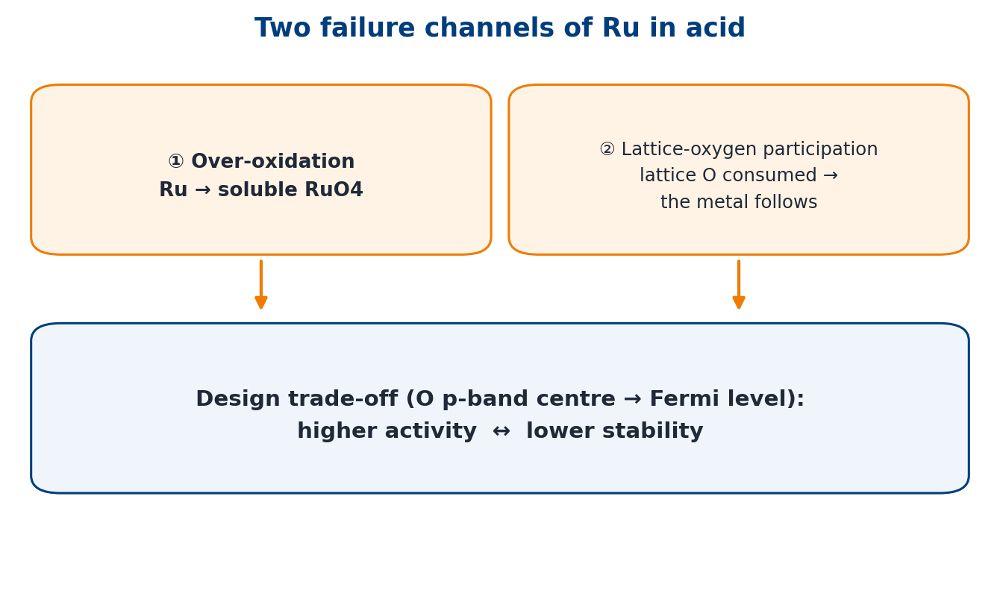 Two failure channels of Ru in acid
① Over-oxidation
Ru → soluble RuO4
② Lattice-oxygen participation
lattice O consumed →
the metal follows
Design trade-off (O p-band centre → Fermi level):
higher activity ↔ lower stability